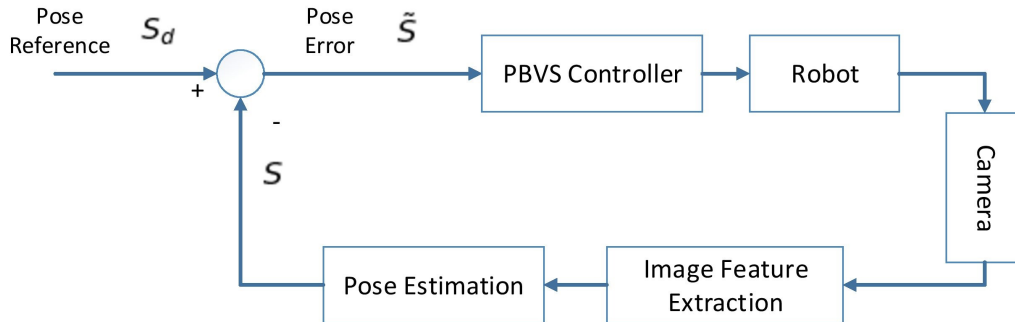 Pose
Reference
S_d
Pose
Error
S̃
PBVS Controller
Robot
+
-
S
Camera
Pose Estimation
Image Feature
Extraction